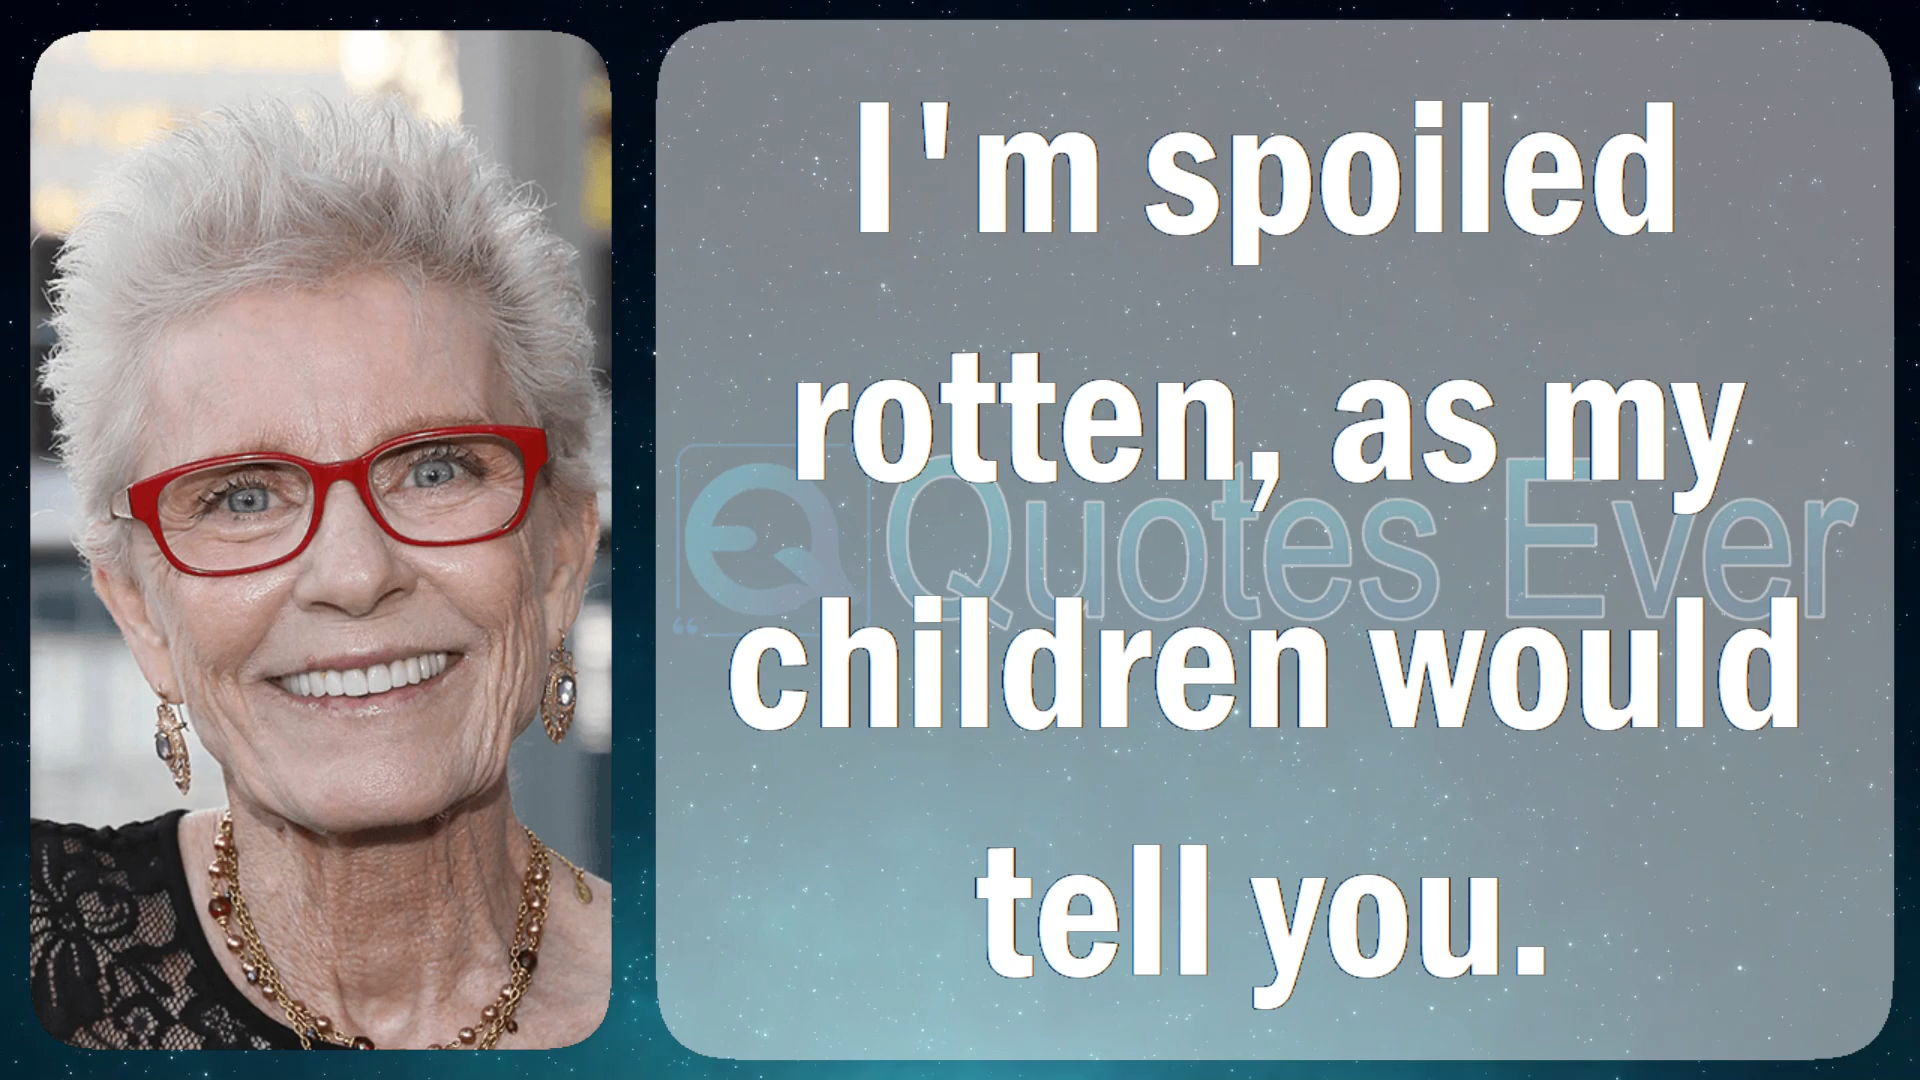 I'm spoiled
rotten, as my
Quotes Ever
children would
tell you.